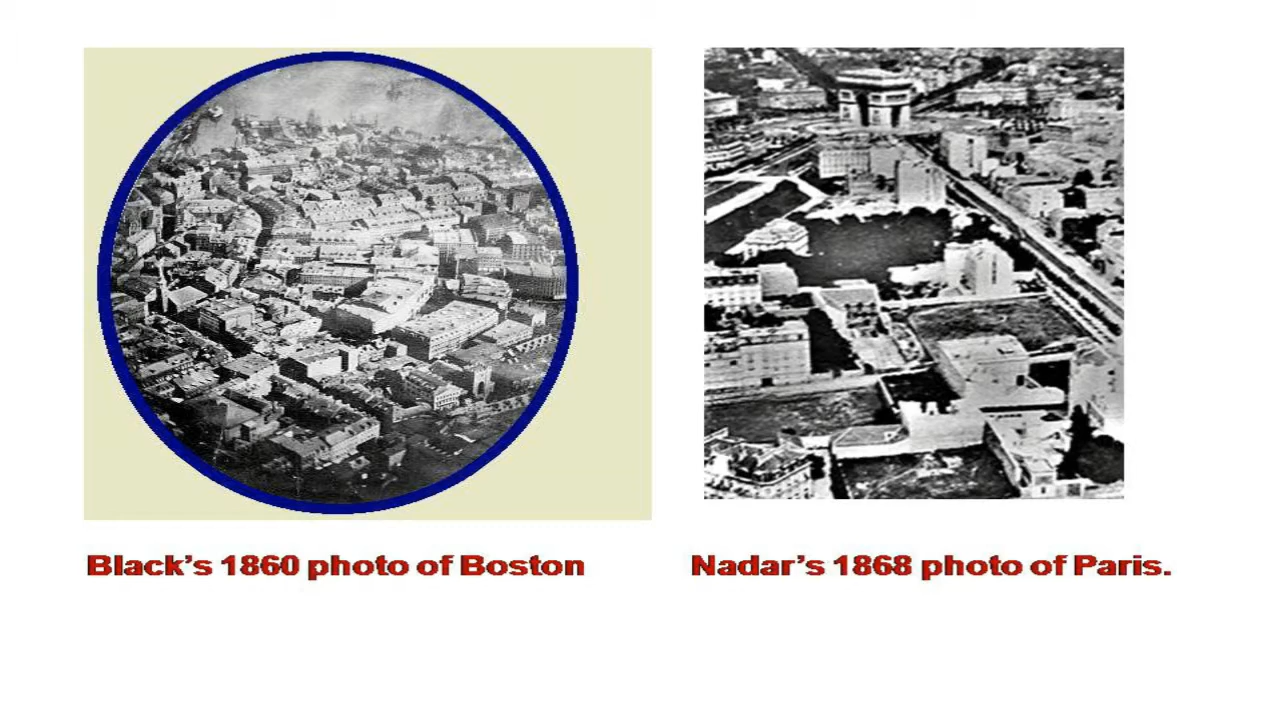 Black’s 1860 photo of Boston
Nadar’s 1868 photo of Paris.